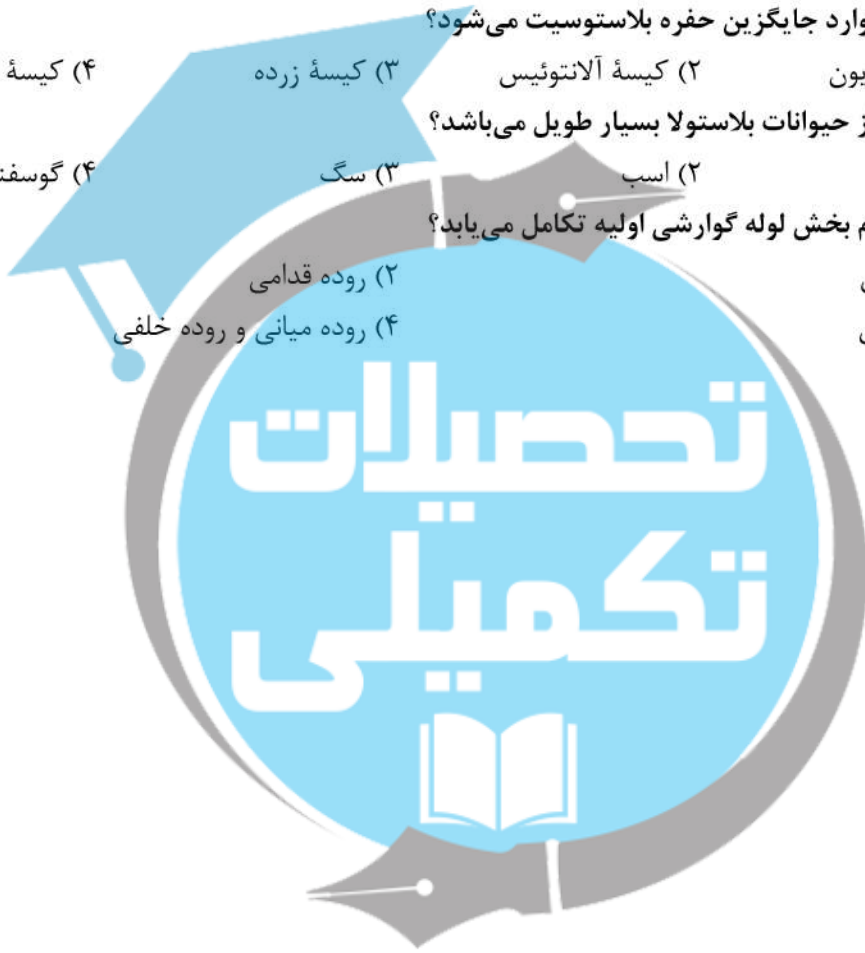 وارد جایگزین حفره بلاستوسیت می‌شود؟
یون ۲) کیسهٔ آلانتوئیس ۳) کیسهٔ زرده ۴) کیسهٔ
ز حیوانات بلاستولا بسیار طویل می‌باشد؟
۲) اسب ۳) سگ ۴) گوسفن
م بخش لوله گوارشی اولیه تکامل می‌یابد؟
۲) روده قدامی
۴) روده میانی و روده خلفی
تحصیلات
تکمیلی